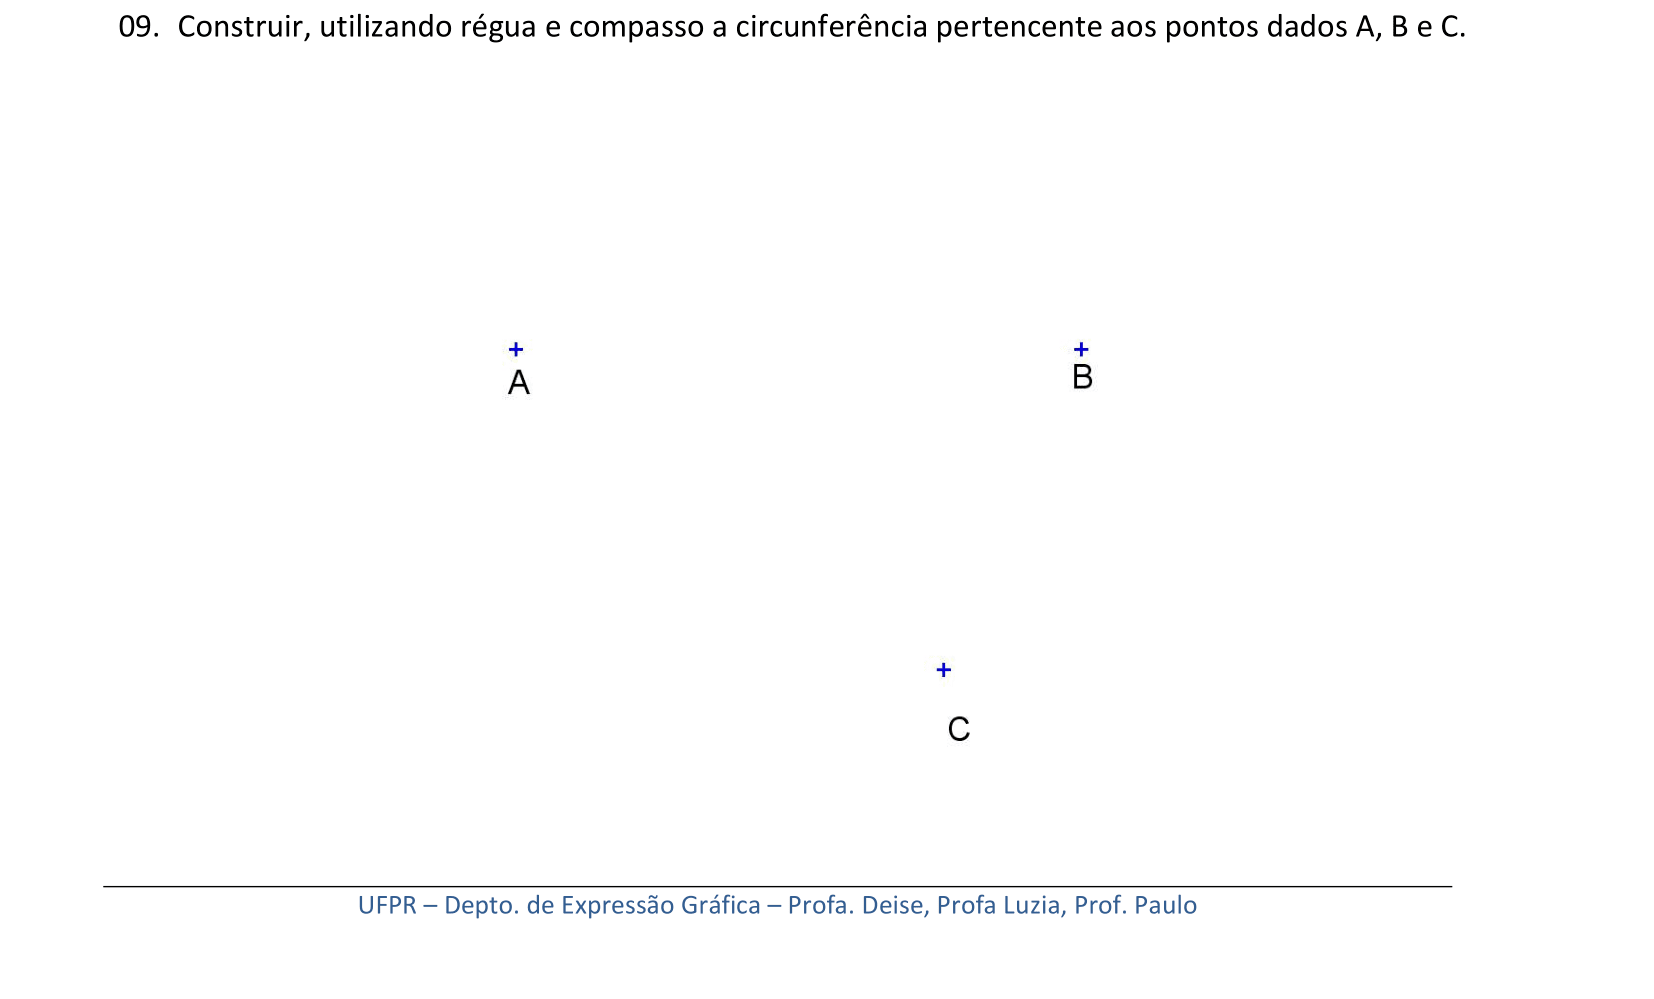 09. Construir, utilizando régua e compasso a circunferência pertencente aos pontos dados A, B e C.
A
B
C
UFPR – Depto. de Expressão Gráfica – Profa. Deise, Profa Luzia, Prof. Paulo